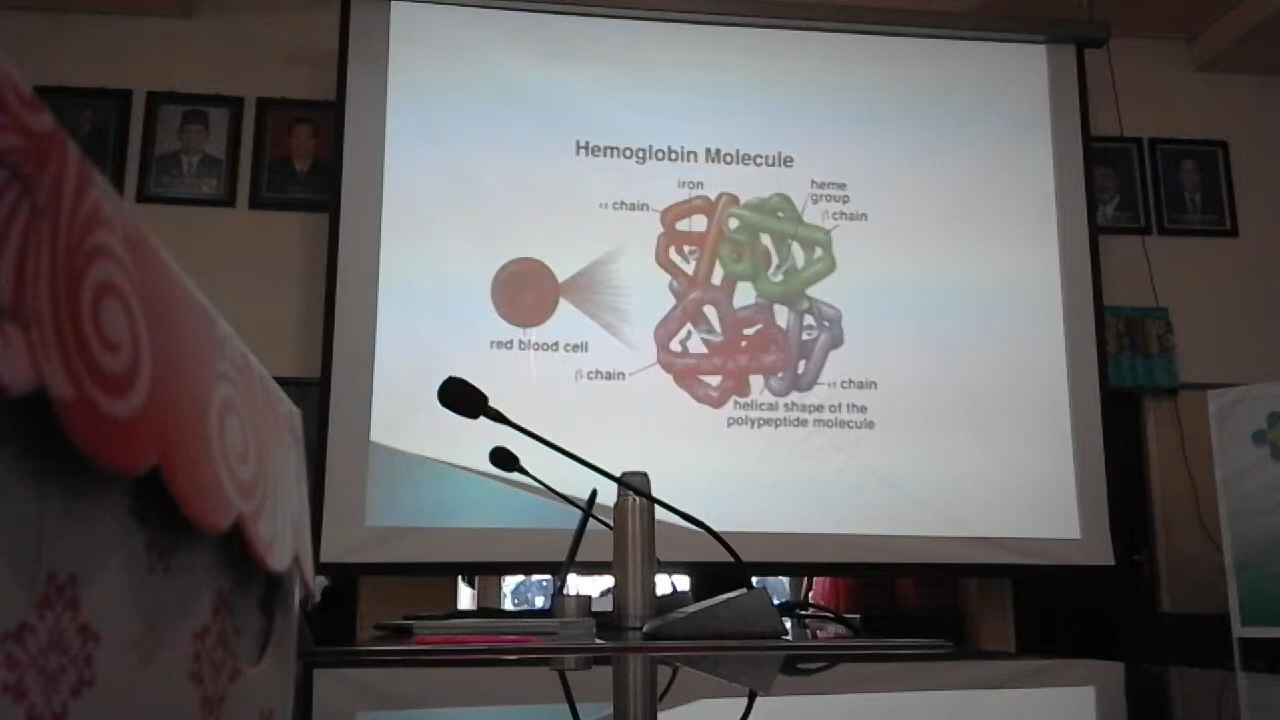 Hemoglobin Molecule
iron
heme
group
α chain
β chain
red blood cell
β chain
α chain
helical shape of the
polypeptide molecule